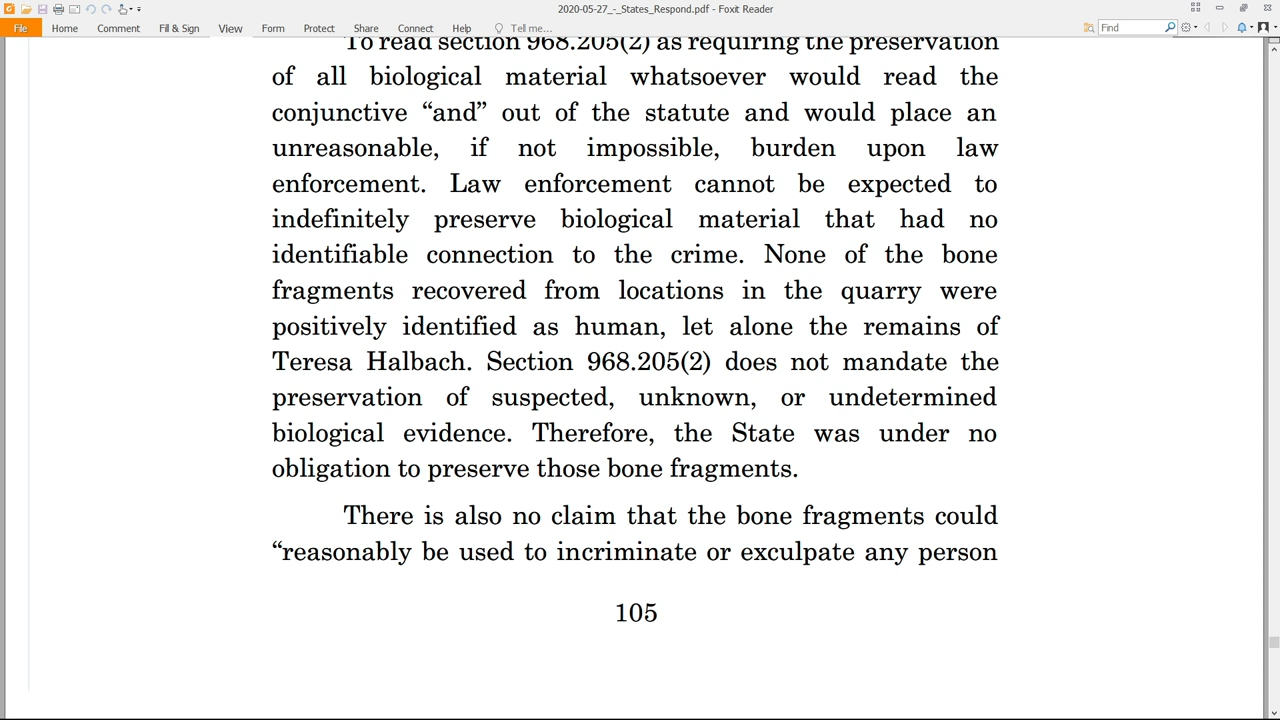 2020-05-27_-_States_Respond.pdf - Foxit Reader
File Home Comment Fill & Sign View Form Protect Share Connect Help Tell me... Find
To read section 968.205(2) as requiring the preservation
of all biological material whatsoever would read the
conjunctive “and” out of the statute and would place an
unreasonable, if not impossible, burden upon law
enforcement. Law enforcement cannot be expected to
indefinitely preserve biological material that had no
identifiable connection to the crime. None of the bone
fragments recovered from locations in the quarry were
positively identified as human, let alone the remains of
Teresa Halbach. Section 968.205(2) does not mandate the
preservation of suspected, unknown, or undetermined
biological evidence. Therefore, the State was under no
obligation to preserve those bone fragments.
There is also no claim that the bone fragments could
“reasonably be used to incriminate or exculpate any person
105